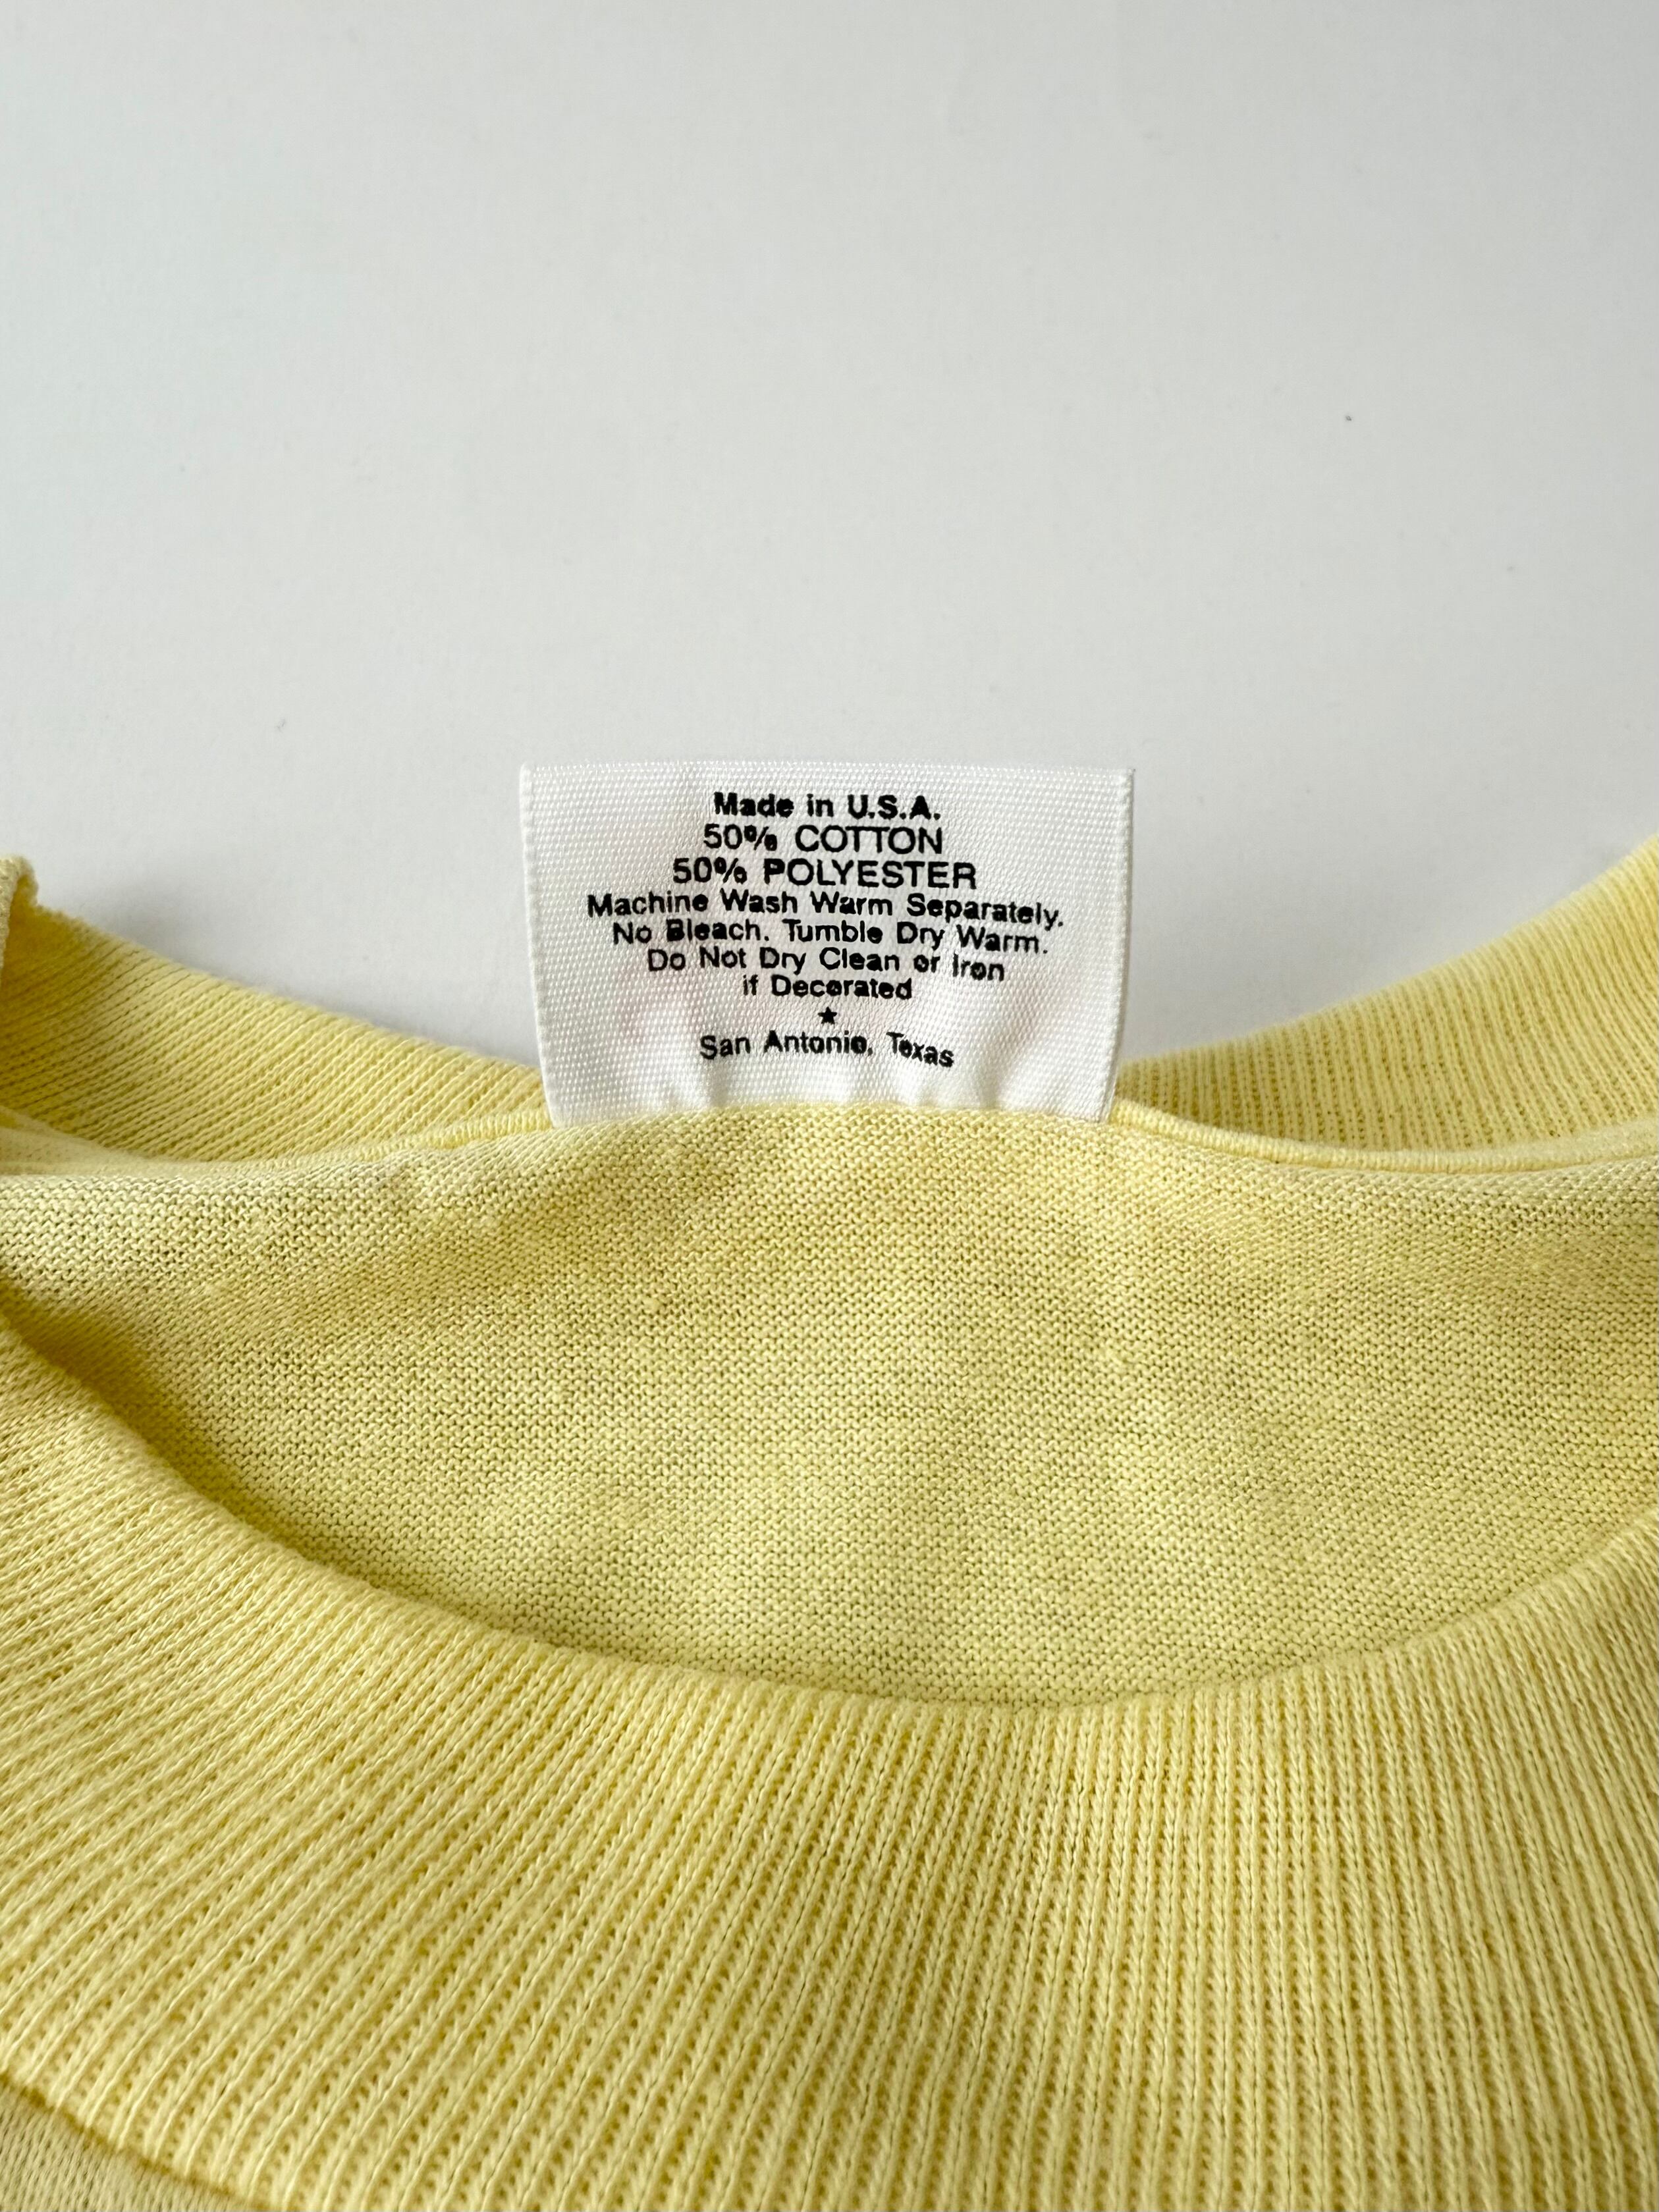 Made in U.S.A.
50% COTTON
50% POLYESTER
Machine Wash Warm Separately.
No Bleach. Tumble Dry Warm.
Do Not Dry Clean or Iron
if Decorated
★
San Antonio, Texas